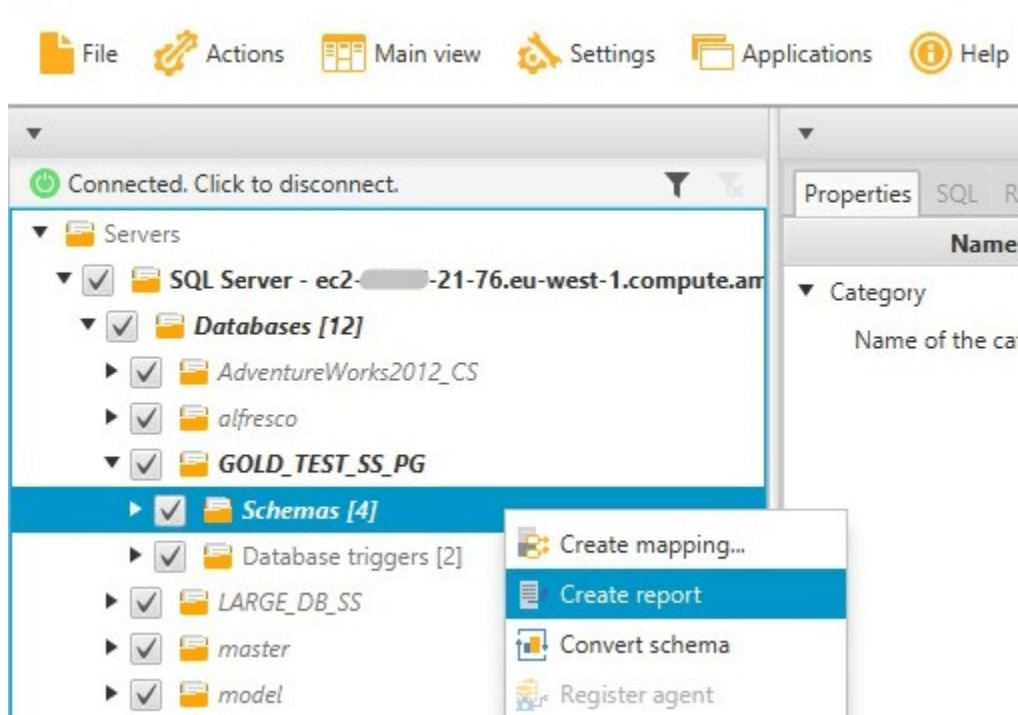 File Actions Main view Settings Applications Help
Connected. Click to disconnect.
Properties SQL
Servers
Name
SQL Server - ec2- -21-76.eu-west-1.compute.am
Category
Databases [12]
Name of the cat
AdventureWorks2012_CS
alfresco
GOLD_TEST_SS_PG
Schemas [4]
Create mapping...
Database triggers [2]
Create report
LARGE_DB_SS
Convert schema
master
Register agent
model